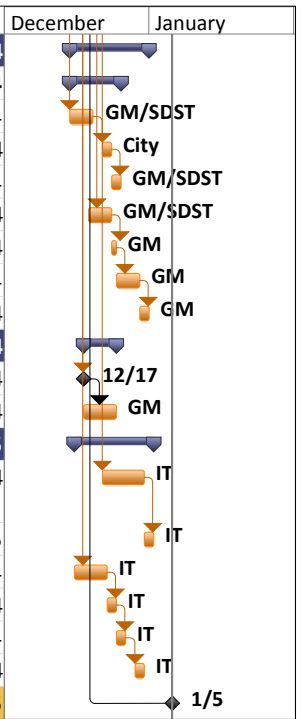 December January
GM/SDST
City
GM/SDST
GM/SDST
GM
GM
GM
12/17
GM
IT
IT
IT
IT
IT
IT
1/5